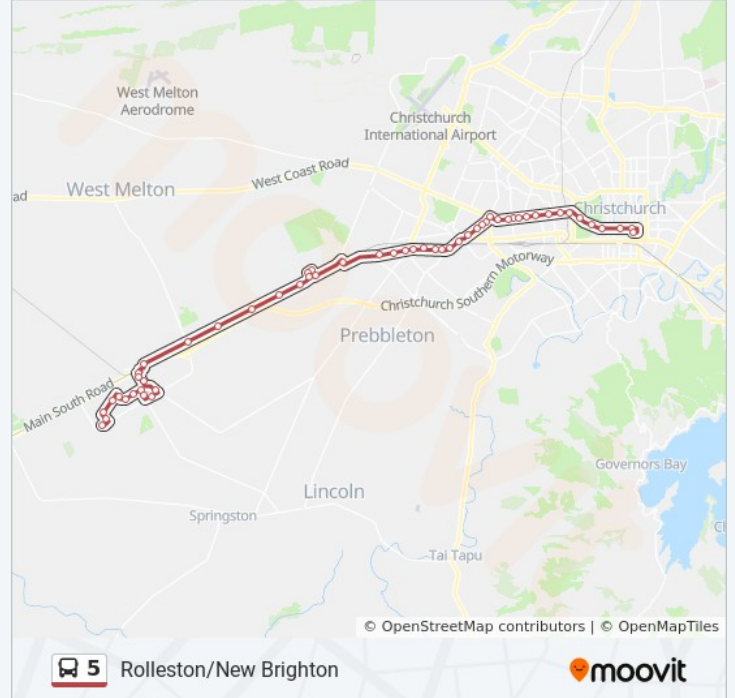 West Melton
Aerodrome
Christchurch
International Airport
West Coast Road
ad
West Melton
Christchurch
Christchurch Southern Motorway
Prebbleton
Main South Road
Governors Bay
Lincoln
Springston
Ch
Tai Tapu
© OpenStreetMap contributors | © OpenMapTiles
5 Rolleston/New Brighton
moovit